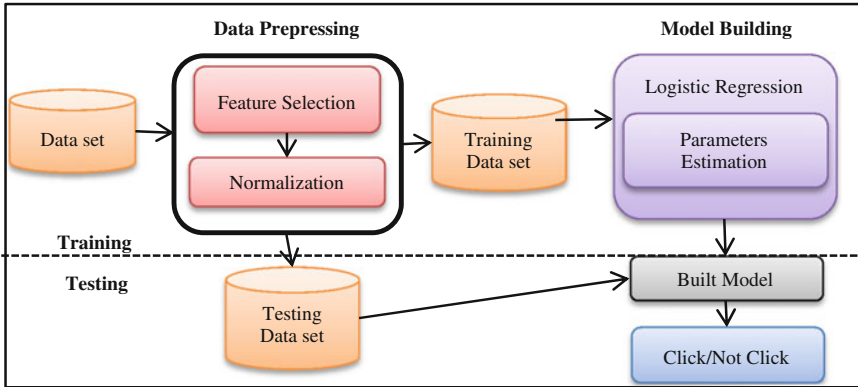 Data Prepressing
Model Building
Data set
Feature Selection
Normalization
Training
Data set
Logistic Regression
Parameters
Estimation
Training
Testing
Testing
Data set
Built Model
Click/Not Click